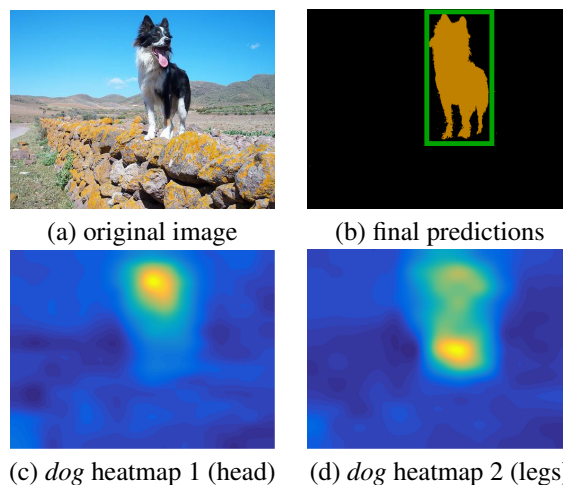 (a) original image
(b) final predictions
(c) dog heatmap 1 (head)
(d) dog heatmap 2 (legs)